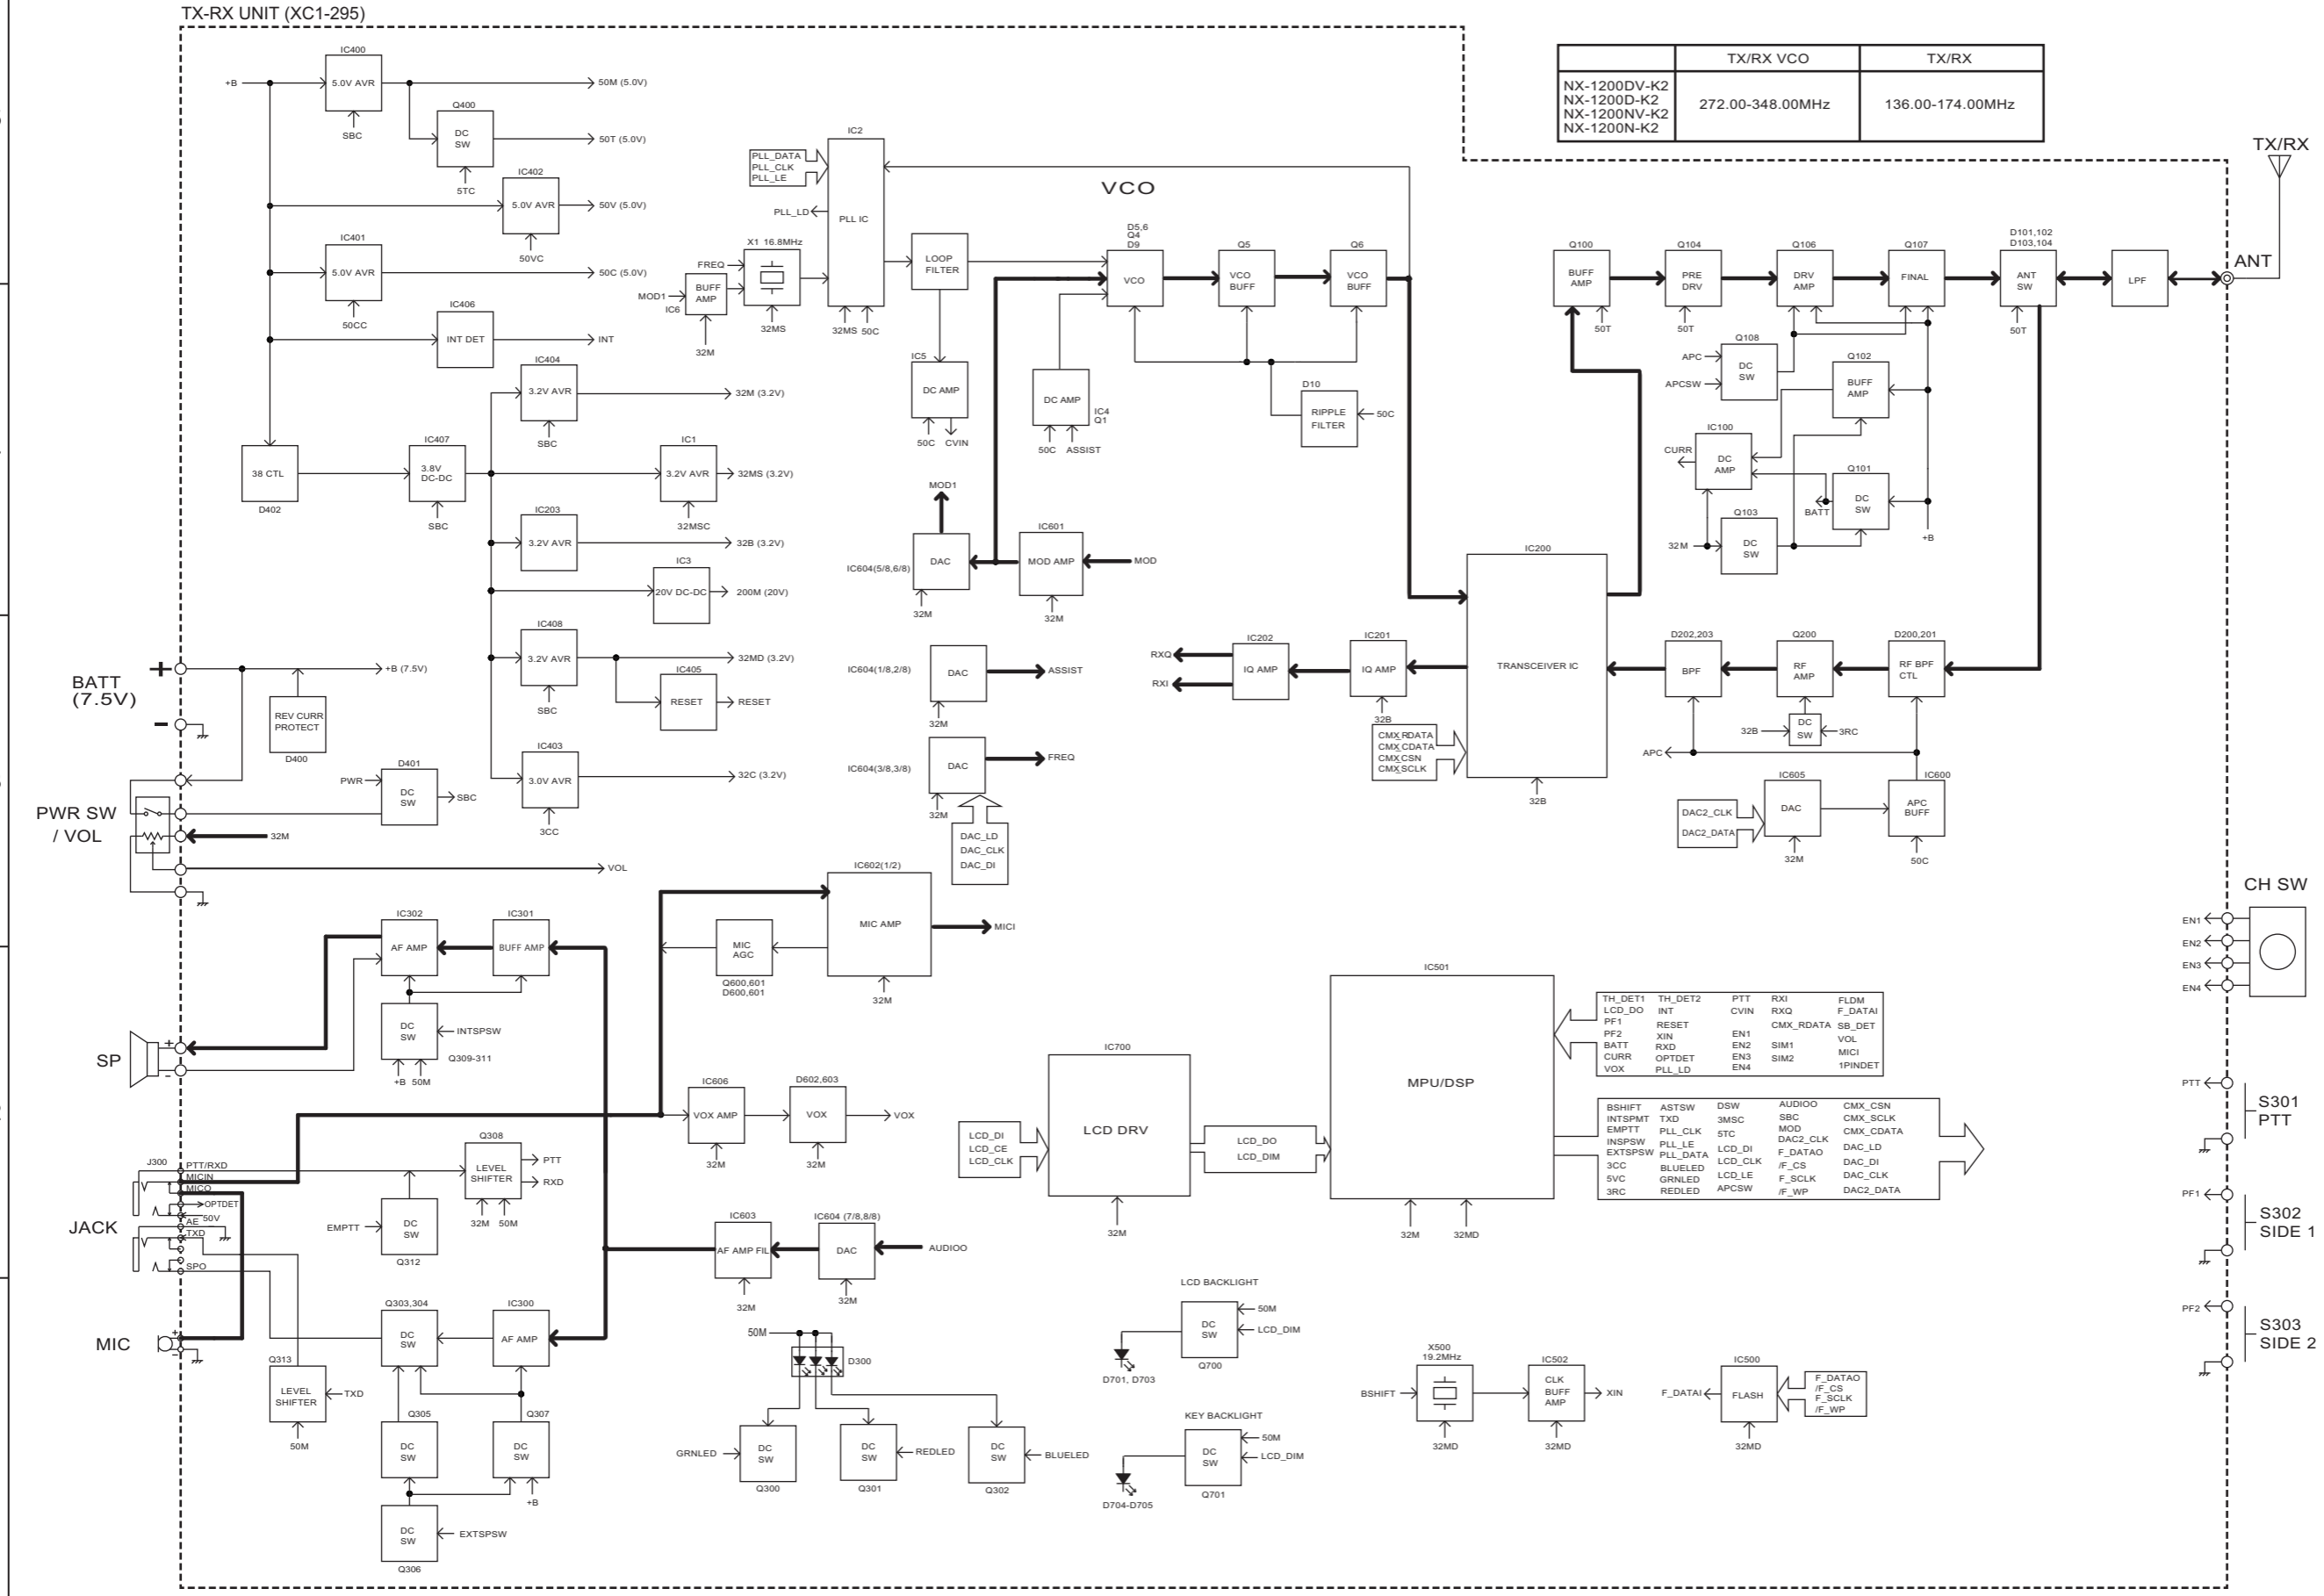 TX-RX UNIT (XC1-295)
TX/RX VCO
TX/RX
NX-1200DV-K2
NX-1200D-K2
NX-1200NV-K2
NX-1200N-K2
272.00-348.00MHz
136.00-174.00MHz
TX/RX
ANT
+B
IC400
5.0V AVR
SBC
50M (5.0V)
Q400
DC
SW
5TC
50T (5.0V)
IC402
5.0V AVR
50VC
50V (5.0V)
IC401
5.0V AVR
50CC
50C (5.0V)
IC406
INT DET
INT
IC404
3.2V AVR
SBC
32M (3.2V)
38 CTL
D402
IC407
3.8V
DC-DC
SBC
IC1
3.2V AVR
32MSC
32MS (3.2V)
IC203
3.2V AVR
32B (3.2V)
IC3
20V DC-DC
200M (20V)
IC408
3.2V AVR
SBC
32MD (3.2V)
IC405
RESET
RESET
IC403
3.0V AVR
3CC
32C (3.2V)
BATT
(7.5V)
+
-
+B (7.5V)
REV CURR
PROTECT
D400
PWR
D401
DC
SW
SBC
PWR SW
/ VOL
32M
VOL
IC2
PLL_DATA
PLL_CLK
PLL_LE
PLL_LD
PLL IC
32MS
50C
X1 16.8MHz
FREQ
MOD1
IC6
BUFF
AMP
32M
32MS
VCO
LOOP
FILTER
IC5
DC AMP
50C
CVIN
D5,6
Q4
D9
VCO
Q5
VCO
BUFF
Q6
VCO
BUFF
DC AMP
IC4
Q1
50C
ASSIST
D10
RIPPLE
FILTER
50C
MOD1
DAC
IC604(5/8,6/8)
32M
IC601
MOD AMP
MOD
32M
DAC
IC604(1/8,2/8)
32M
ASSIST
DAC
IC604(3/8,3/8)
32M
FREQ
DAC_LD
DAC_CLK
DAC_DI
Q100
BUFF
AMP
50T
Q104
PRE
DRV
50T
Q106
DRV
AMP
Q107
FINAL
D101,102
D103,104
ANT
SW
50T
LPF
Q108
APC
APCSW
DC
SW
Q102
BUFF
AMP
IC100
CURR
DC
AMP
BATT
Q101
DC
SW
Q103
32M
DC
SW
+B
IC200
TRANSCEIVER IC
32B
IC202
RXQ
RXI
IQ AMP
IC201
IQ AMP
32B
CMX_RDATA
CMX_CDATA
CMX_CSN
CMX_SCLK
D202,203
BPF
Q200
RF
AMP
D200,201
RF BPF
CTL
32B
DC
SW
3RC
APC
IC605
DAC2_CLK
DAC2_DATA
DAC
32M
IC600
APC
BUFF
50C
IC602(1/2)
MIC AMP
MICI
32M
MIC
AGC
Q600,601
D600,601
IC302
AF AMP
IC301
BUFF AMP
DC
SW
INTSPSW
Q309-311
+B
50M
SP
+
-
IC606
VOX AMP
32M
D602,603
VOX
VOX
32M
J300
PTT/RXD
MICIN
MICO
OPTDET
50V
AE
TXD
SPO
JACK
MIC
+
-
Q308
LEVEL
SHIFTER
PTT
RXD
32M
50M
EMPTT
DC
SW
Q312
IC603
AF AMP FIL
32M
IC604 (7/8,8/8)
DAC
AUDIOO
32M
Q303,304
DC
SW
IC300
AF AMP
Q313
LEVEL
SHIFTER
TXD
50M
Q305
DC
SW
Q307
DC
SW
+B
DC
SW
EXTSPSW
Q306
50M
D300
GRNLED
DC
SW
Q300
DC
SW
REDLED
Q301
DC
SW
BLUELED
Q302
IC700
LCD_DI
LCD_CE
LCD_CLK
LCD DRV
32M
LCD_DO
LCD_DIM
IC501
MPU/DSP
32M
32MD
TH_DET1 TH_DET2 PTT RXI FLDM
LCD_DO INT CVIN RXQ F_DATAI
PF1 RESET CMX_RDATA SB_DET
PF2 XIN EN1 VOL
BATT RXD EN2 SIM1 MICI
CURR OPTDET EN3 SIM2
VOX PLL_LD EN4 1PINDET
BSHIFT ASTSW DSW AUDIOO CMX_CSN
INTSPMT TXD 3MSC SBC CMX_SCLK
EMPTT PLL_CLK 5TC MOD CMX_CDATA
INSPSW PLL_LE LCD_DI DAC2_CLK DAC_LD
EXTSPSW PLL_DATA LCD_CLK F_DATAO DAC_DI
3CC BLUELED LCD_LE /F_CS DAC_CLK
5VC GRNLED APCSW F_SCLK DAC2_DATA
3RC REDLED /F_WP
LCD BACKLIGHT
50M
DC
SW
LCD_DIM
D701, D703
Q700
KEY BACKLIGHT
50M
DC
SW
LCD_DIM
D704-D705
Q701
X500
19.2MHz
BSHIFT
32MD
IC502
CLK
BUFF
AMP
XIN
32MD
IC500
F_DATAI
FLASH
F_DATAO
/F_CS
F_SCLK
/F_WP
32MD
CH SW
EN1
EN2
EN3
EN4
PTT
S301
PTT
PF1
S302
SIDE 1
PF2
S303
SIDE 2